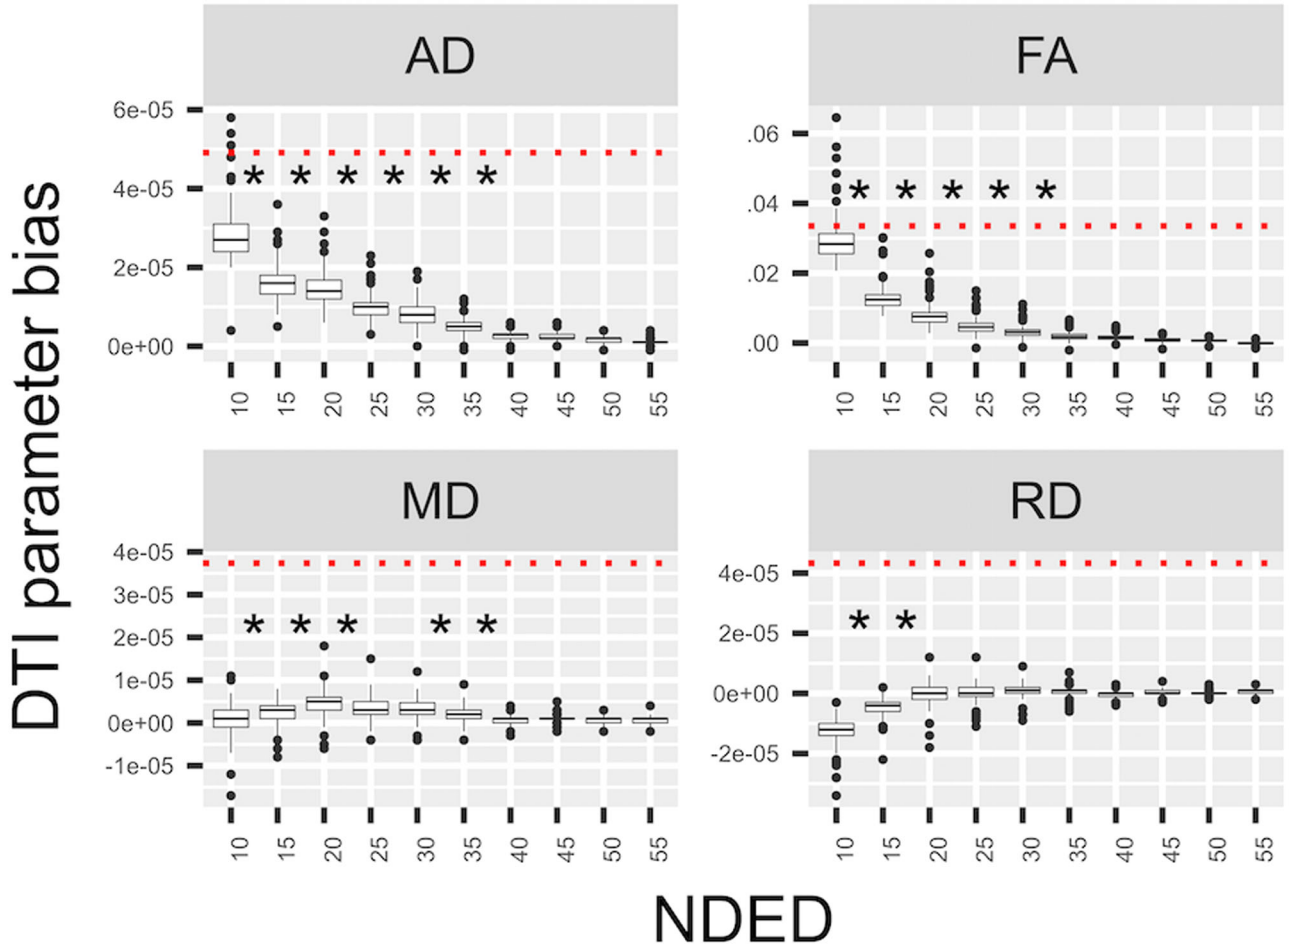 AD
FA
6e-05
4e-05
2e-05
0e+00
.06
.04
.02
.00
* * * * * *
* * * * *
10 15 20 25 30 35 40 45 50 55
10 15 20 25 30 35 40 45 50 55
DTI parameter bias
MD
RD
4e-05
3e-05
2e-05
1e-05
0e+00
-1e-05
4e-05
2e-05
0e+00
-2e-05
* * * * *
* *
10 15 20 25 30 35 40 45 50 55
10 15 20 25 30 35 40 45 50 55
NDED